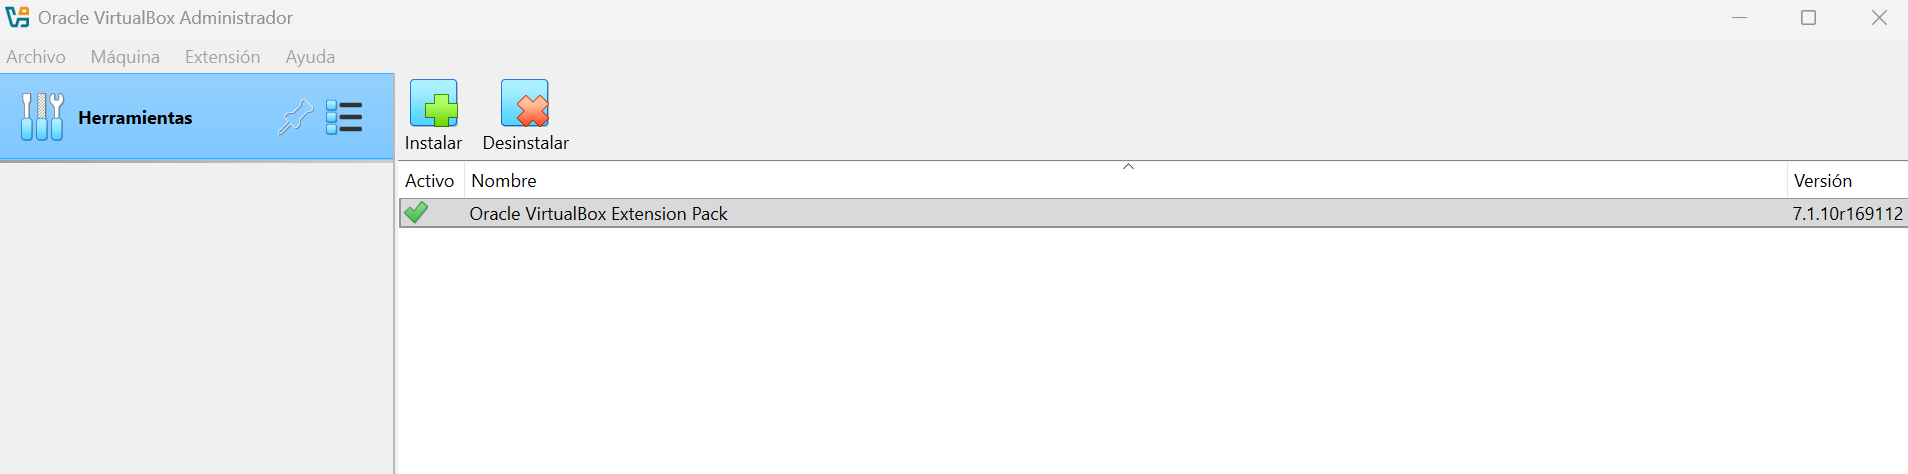 Oracle VirtualBox Administrador
Archivo Máquina Extensión Ayuda
Herramientas
Instalar Desinstalar
Activo Nombre Versión
Oracle VirtualBox Extension Pack 7.1.10r169112